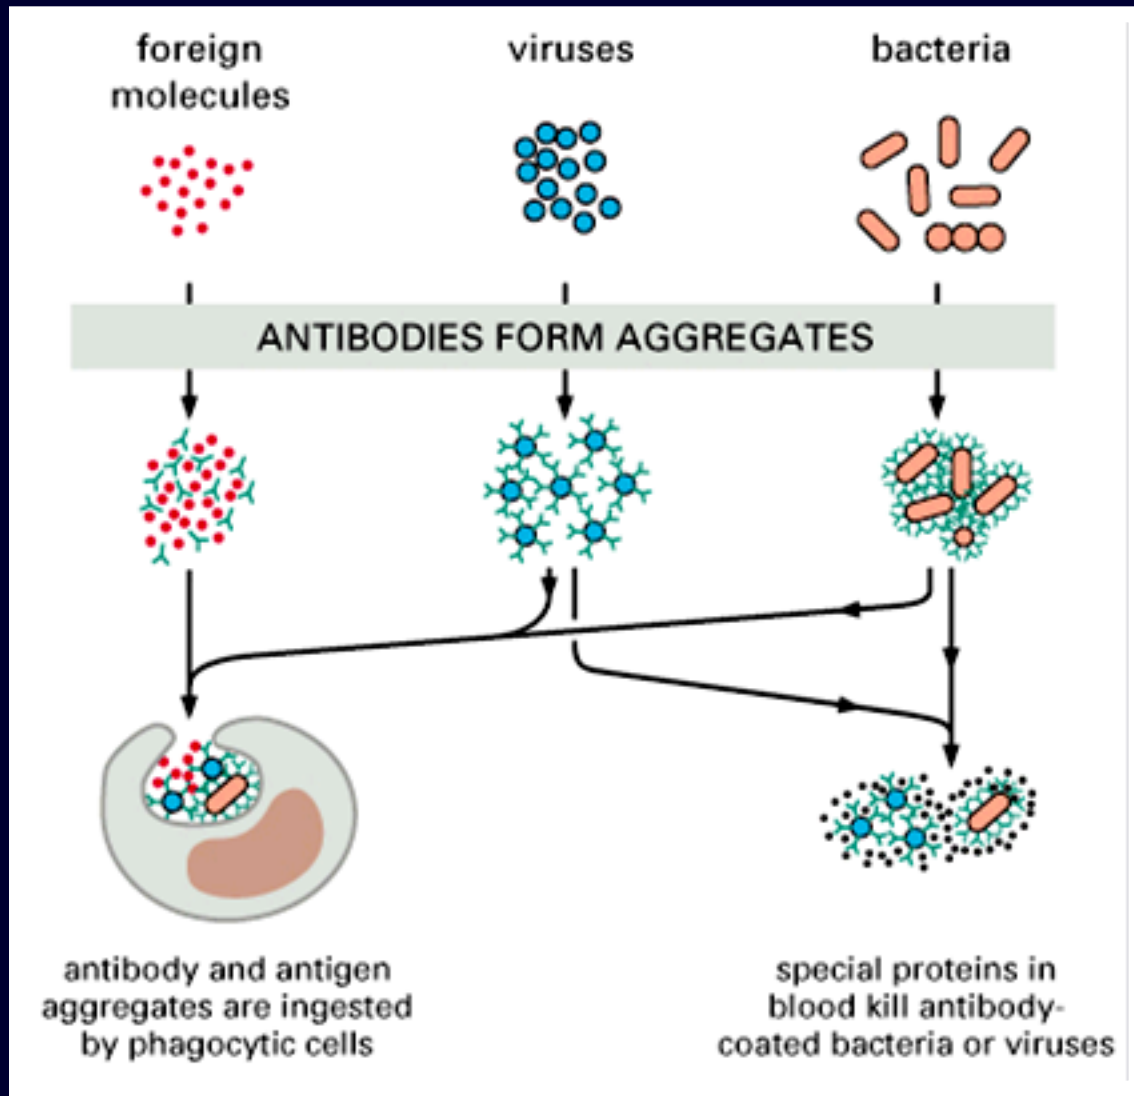 foreign
molecules
viruses
bacteria
ANTIBODIES FORM AGGREGATES
antibody and antigen
aggregates are ingested
by phagocytic cells
special proteins in
blood kill antibody-
coated bacteria or viruses